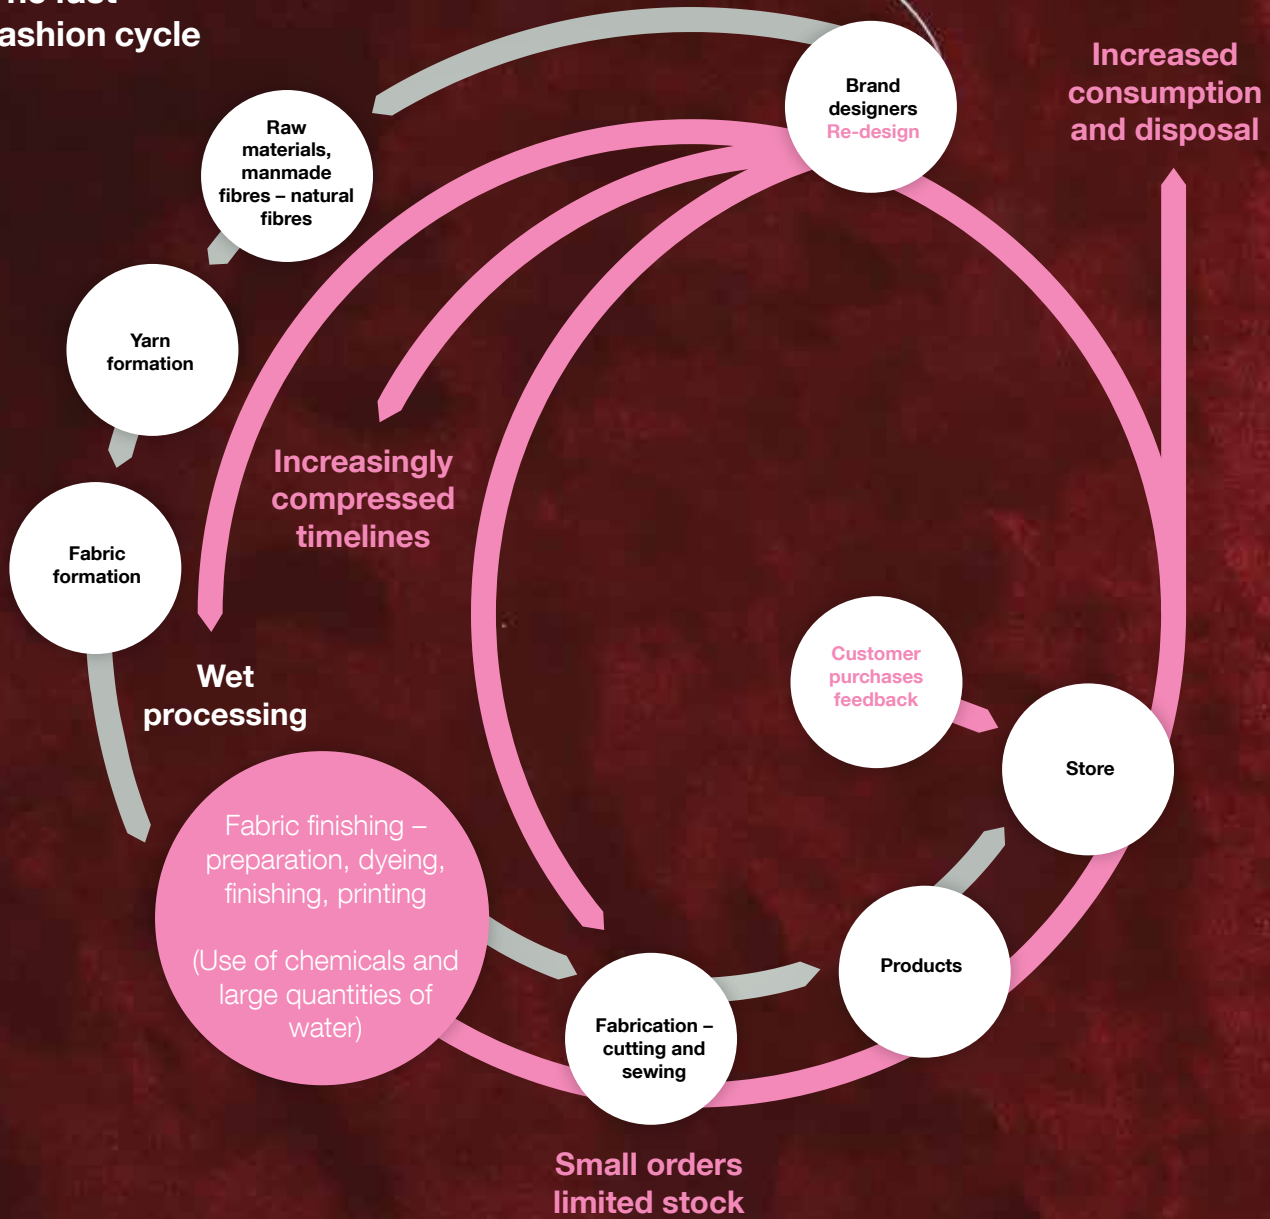 ashion cycle
Brand
designers
Re-design
Increased
consumption
and disposal
Raw
materials,
manmade
fibres – natural
fibres
Yarn
formation
Increasingly
compressed
timelines
Fabric
formation
Wet
processing
Customer
purchases
feedback
Store
Fabric finishing –
preparation, dyeing,
finishing, printing
(Use of chemicals and
large quantities of
water)
Products
Fabrication –
cutting and
sewing
Small orders
limited stock